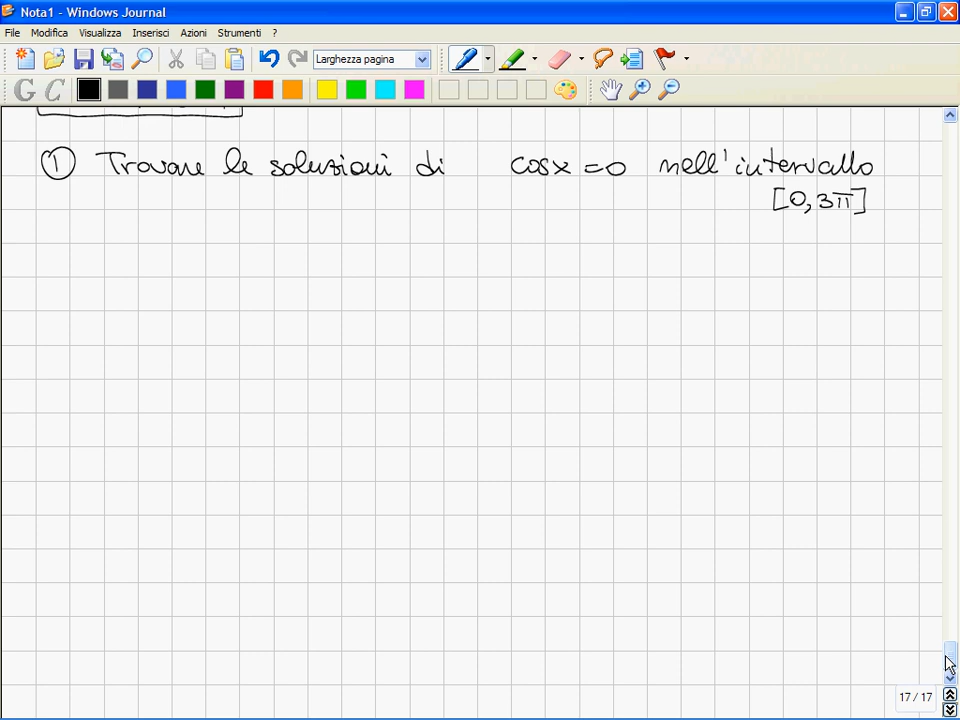 Nota1 - Windows Journal
File Modifica Visualizza Inserisci Azioni Strumenti ?
Larghezza pagina
G C
① Trovare le soluzioni di cosx = 0 nell'intervallo
[0, 3π]
17 / 17